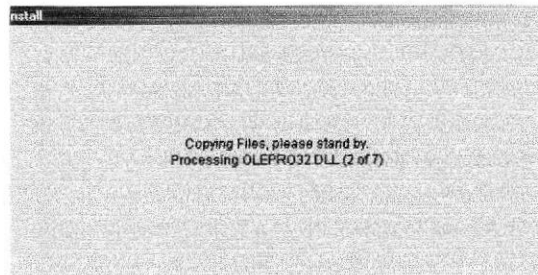 nstall
Copying Files, please stand by.
Processing OLEPRO32.DLL (2 of 7)